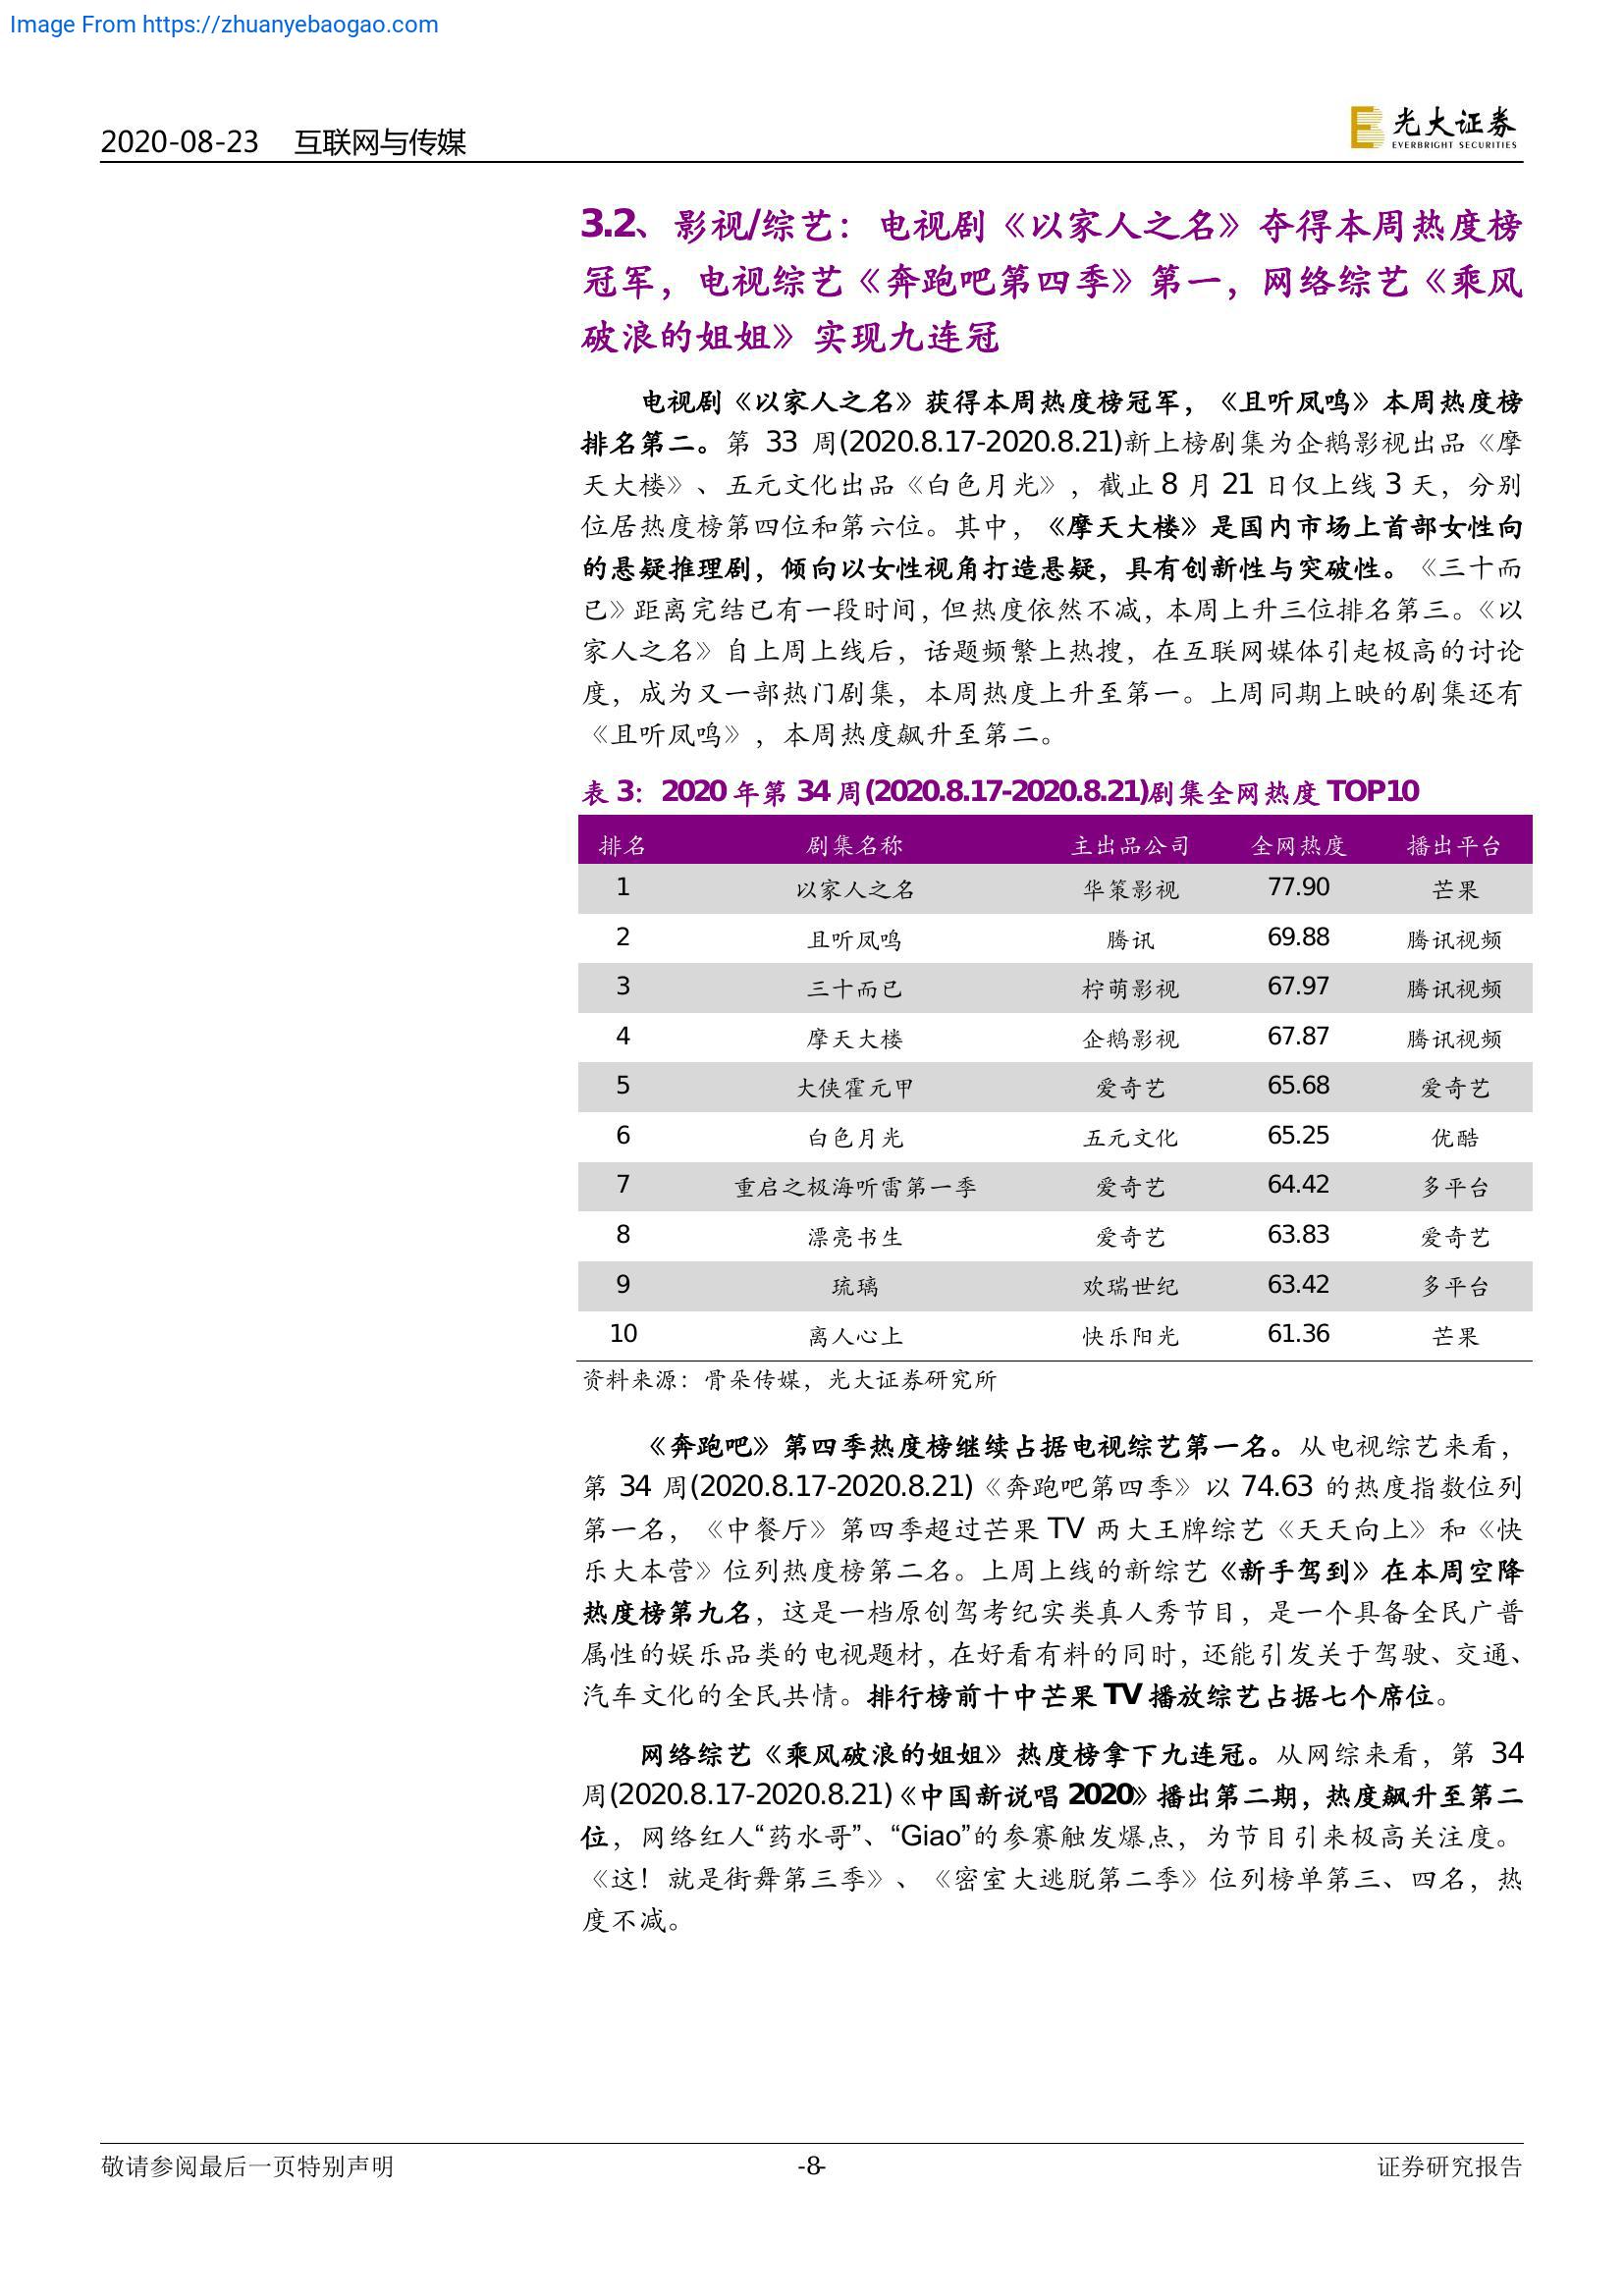 Image From https://zhuanyebaogao.com
2020-08-23 互联网与传媒
光大证券
EVERBRIGHT SECURITIES
3.2、影视/综艺：电视剧《以家人之名》夺得本周热度榜
冠军，电视综艺《奔跑吧第四季》第一，网络综艺《乘风
破浪的姐姐》实现九连冠
电视剧《以家人之名》获得本周热度榜冠军，《且听凤鸣》本周热度榜
排名第二。第 33 周(2020.8.17-2020.8.21)新上榜剧集为企鹅影视出品《摩
天大楼》、五元文化出品《白色月光》，截止 8 月 21 日仅上线 3 天，分别
位居热度榜第四位和第六位。其中，《摩天大楼》是国内市场上首部女性向
的悬疑推理剧，倾向以女性视角打造悬疑，具有创新性与突破性。《三十而
已》距离完结已有一段时间，但热度依然不减，本周上升三位排名第三。《以
家人之名》自上周上线后，话题频繁上热搜，在互联网媒体引起极高的讨论
度，成为又一部热门剧集，本周热度上升至第一。上周同期上映的剧集还有
《且听凤鸣》，本周热度飙升至第二。
表 3：2020 年第 34 周(2020.8.17-2020.8.21)剧集全网热度 TOP10
排名 剧集名称 主出品公司 全网热度 播出平台
1 以家人之名 华策影视 77.90 芒果
2 且听凤鸣 腾讯 69.88 腾讯视频
3 三十而已 柠萌影视 67.97 腾讯视频
4 摩天大楼 企鹅影视 67.87 腾讯视频
5 大侠霍元甲 爱奇艺 65.68 爱奇艺
6 白色月光 五元文化 65.25 优酷
7 重启之极海听雷第一季 爱奇艺 64.42 多平台
8 漂亮书生 爱奇艺 63.83 爱奇艺
9 琉璃 欢瑞世纪 63.42 多平台
10 离人心上 快乐阳光 61.36 芒果
资料来源：骨朵传媒，光大证券研究所
《奔跑吧》第四季热度榜继续占据电视综艺第一名。从电视综艺来看，
第 34 周(2020.8.17-2020.8.21)《奔跑吧第四季》以 74.63 的热度指数位列
第一名，《中餐厅》第四季超过芒果 TV 两大王牌综艺《天天向上》和《快
乐大本营》位列热度榜第二名。上周上线的新综艺《新手驾到》在本周空降
热度榜第九名，这是一档原创驾考纪实类真人秀节目，是一个具备全民广普
属性的娱乐品类的电视题材，在好看有料的同时，还能引发关于驾驶、交通、
汽车文化的全民共情。排行榜前十中芒果 TV 播放综艺占据七个席位。
网络综艺《乘风破浪的姐姐》热度榜拿下九连冠。从网综来看，第 34
周(2020.8.17-2020.8.21)《中国新说唱 2020》播出第二期，热度飙升至第二
位，网络红人“药水哥”、“Giao”的参赛触发爆点，为节目引来极高关注度。
《这！就是街舞第三季》、《密室大逃脱第二季》位列榜单第三、四名，热
度不减。
敬请参阅最后一页特别声明 -8- 证券研究报告